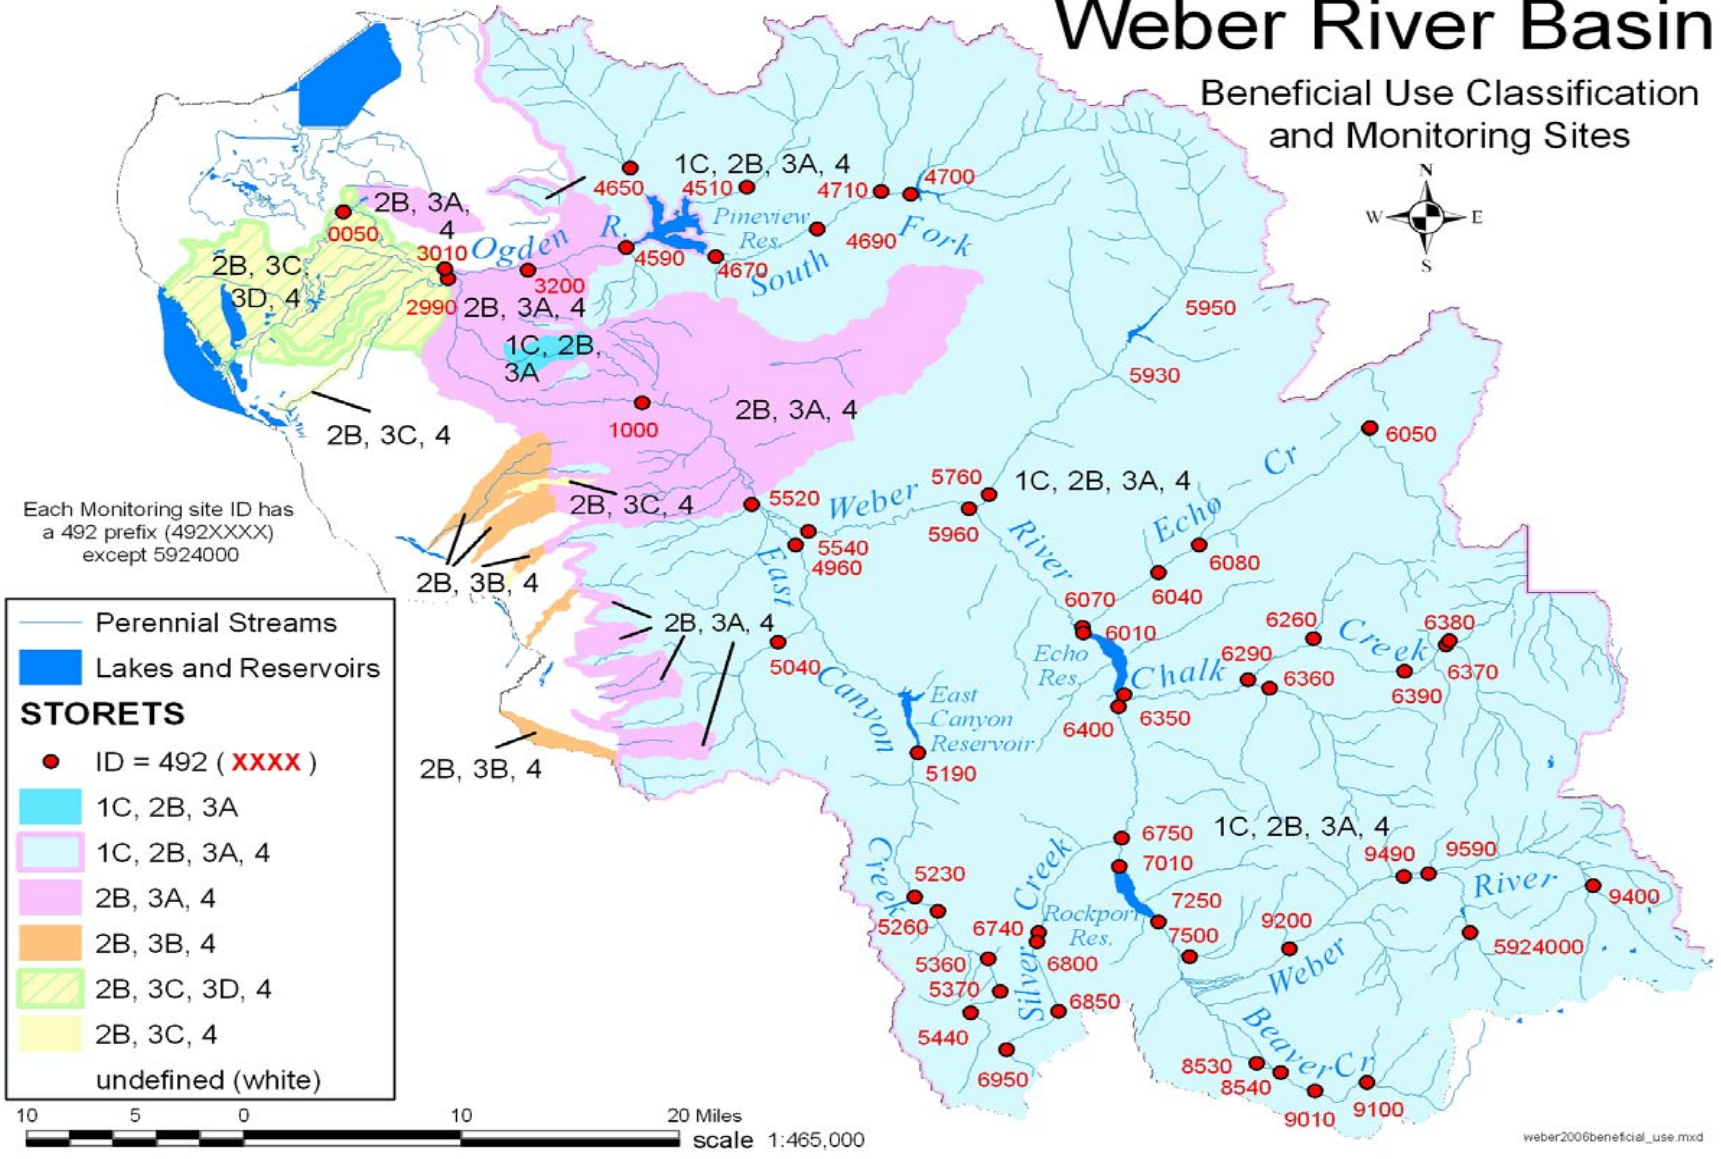 Weber River Basin
Beneficial Use Classification
and Monitoring Sites
N
W E
S
1C, 2B, 3A, 4
4650
4510
4710
4700
2B, 3A,
4
0050
3010
Ogden
R.
Pineview
Res.
4590
4670
4690
South
Fork
2B, 3C,
3D, 4
2990
3200
2B, 3A, 4
5950
1C, 2B,
3A
5930
2B, 3C, 4
1000
2B, 3A, 4
6050
Each Monitoring site ID has
a 492 prefix (492XXXX)
except 5924000
2B, 3C, 4
5520
Weber
5760
1C, 2B, 3A, 4
5960
River
Echo
Cr
5540
4960
East
6080
6040
2B, 3B, 4
6070
6010
2B, 3A, 4
5040
Canyon
Echo
Res.
Chalk
6290
6260
Creek
6380
6370
6360
6390
6400
6350
East
Canyon
Reservoir
5190
2B, 3B, 4
6750
1C, 2B, 3A, 4
7010
9490
9590
River
9400
Creek
5230
5260
Creek
6740
Rockport
Res.
7250
7500
9200
5924000
5360
5370
Silver
6800
6850
Weber
5440
6950
Beaver
Cr
8530
8540
9010
9100
Perennial Streams
Lakes and Reservoirs
STORETS
ID = 492 ( XXXX )
1C, 2B, 3A
1C, 2B, 3A, 4
2B, 3A, 4
2B, 3B, 4
2B, 3C, 3D, 4
2B, 3C, 4
undefined (white)
10 5 0 10 20 Miles
scale 1:465,000
weber2006beneficial_use.mxd